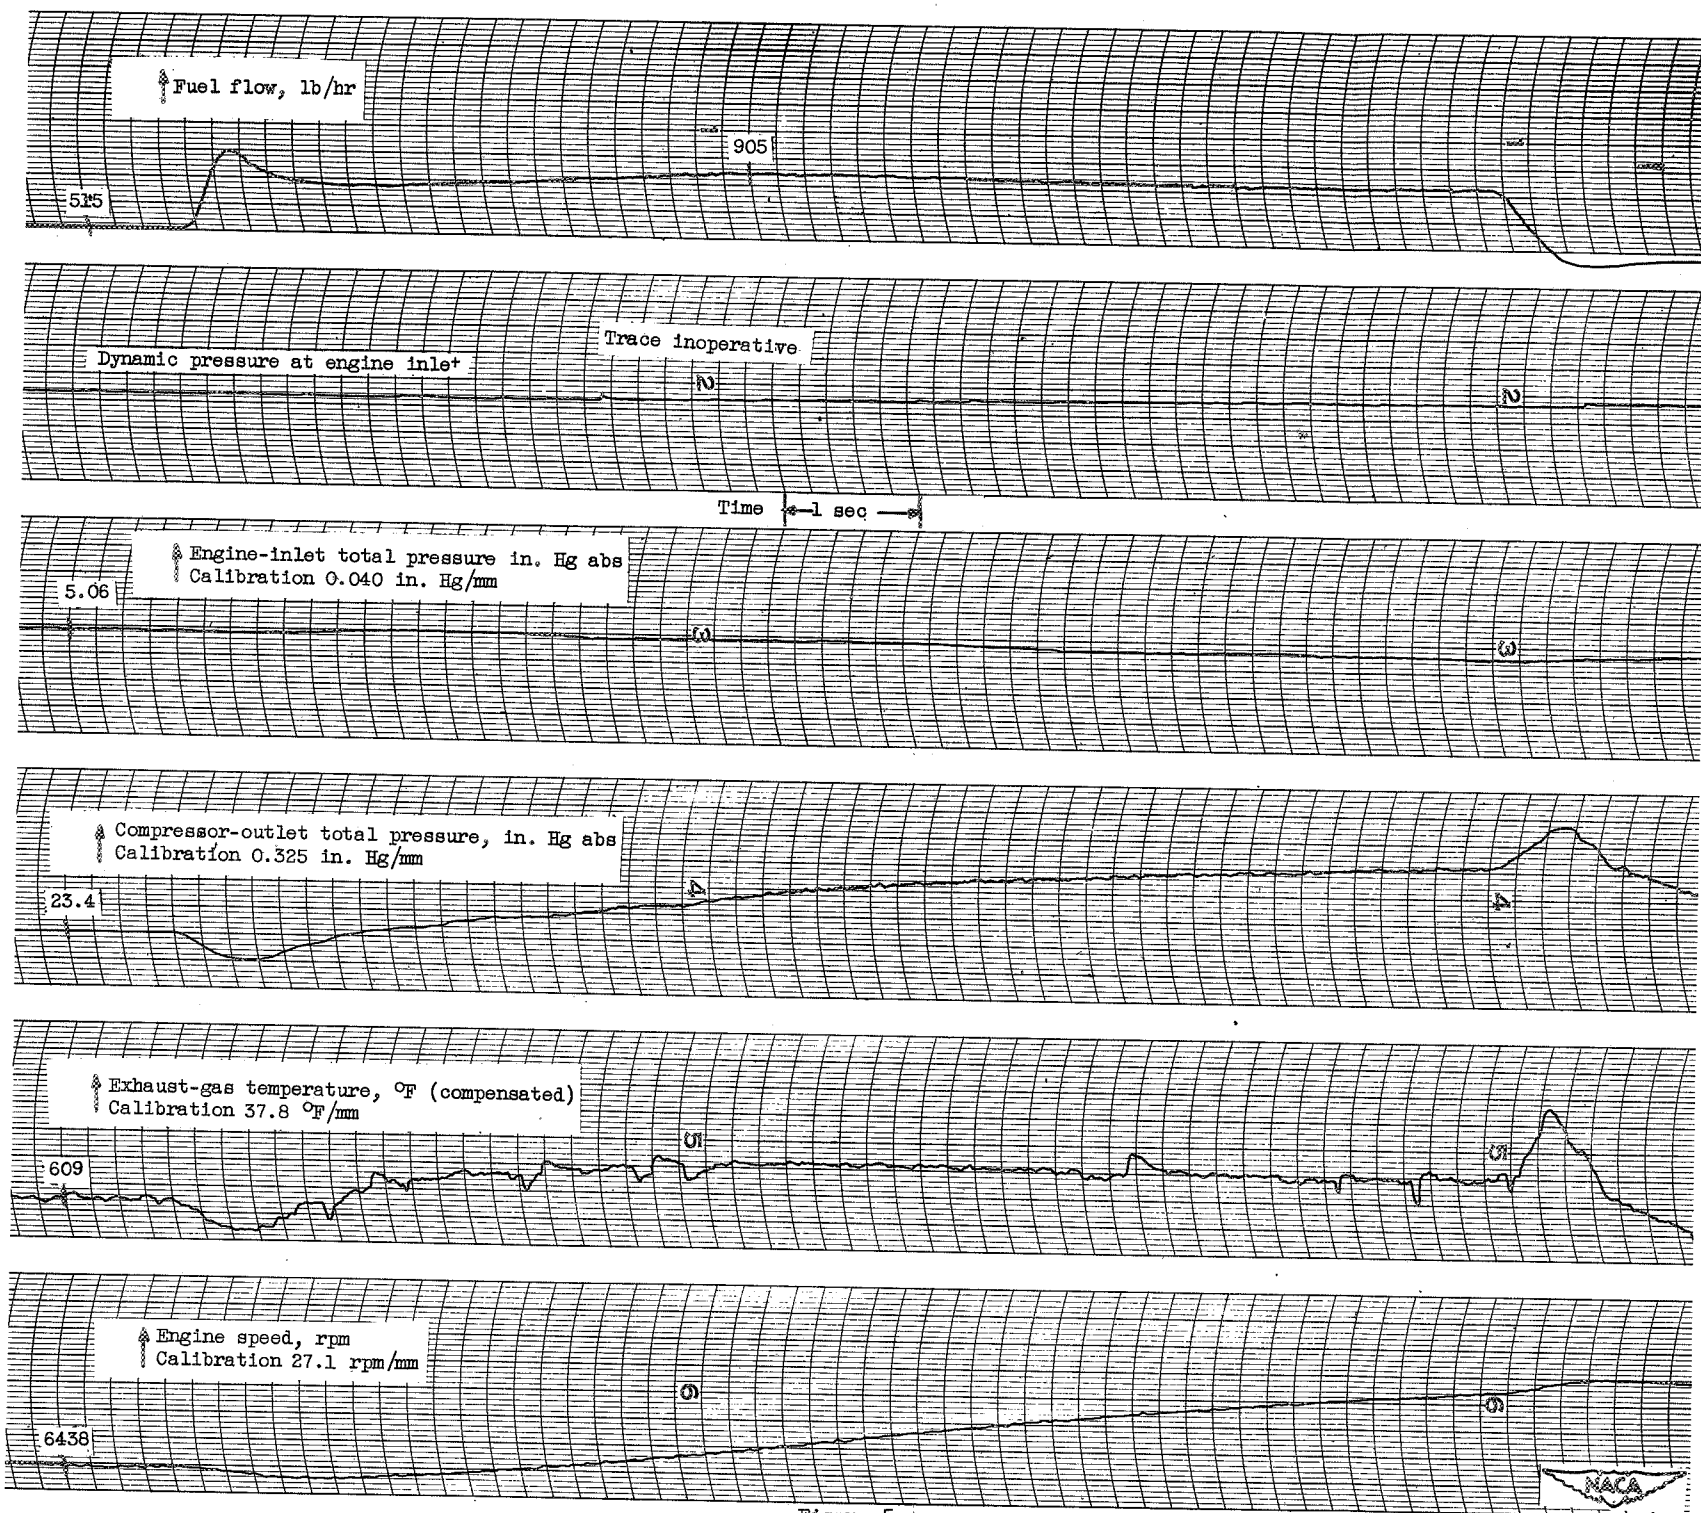 Fuel flow, lb/hr
515
905
1
1
Dynamic pressure at engine inlet
Trace inoperative
2
2
Time 1 sec
Engine-inlet total pressure in. Hg abs
Calibration 0.040 in. Hg/mm
5.06
3
3
Compressor-outlet total pressure, in. Hg abs
Calibration 0.325 in. Hg/mm
23.4
4
4
Exhaust-gas temperature, °F (compensated)
Calibration 37.8 °F/mm
609
5
5
Engine speed, rpm
Calibration 27.1 rpm/mm
6438
6
6
NACA